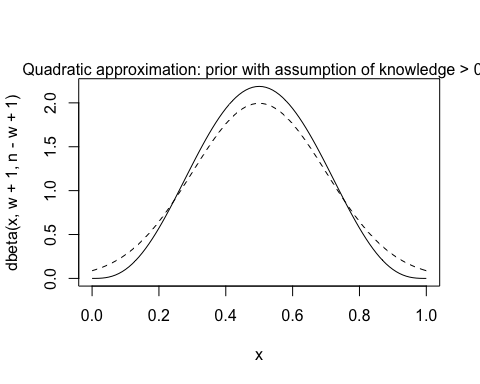 Quadratic approximation: prior with assumption of knowledge > 0
dbeta(x, w + 1, n - w + 1)
2.0
1.5
1.0
0.5
0.0
0.0 0.2 0.4 0.6 0.8 1.0
x